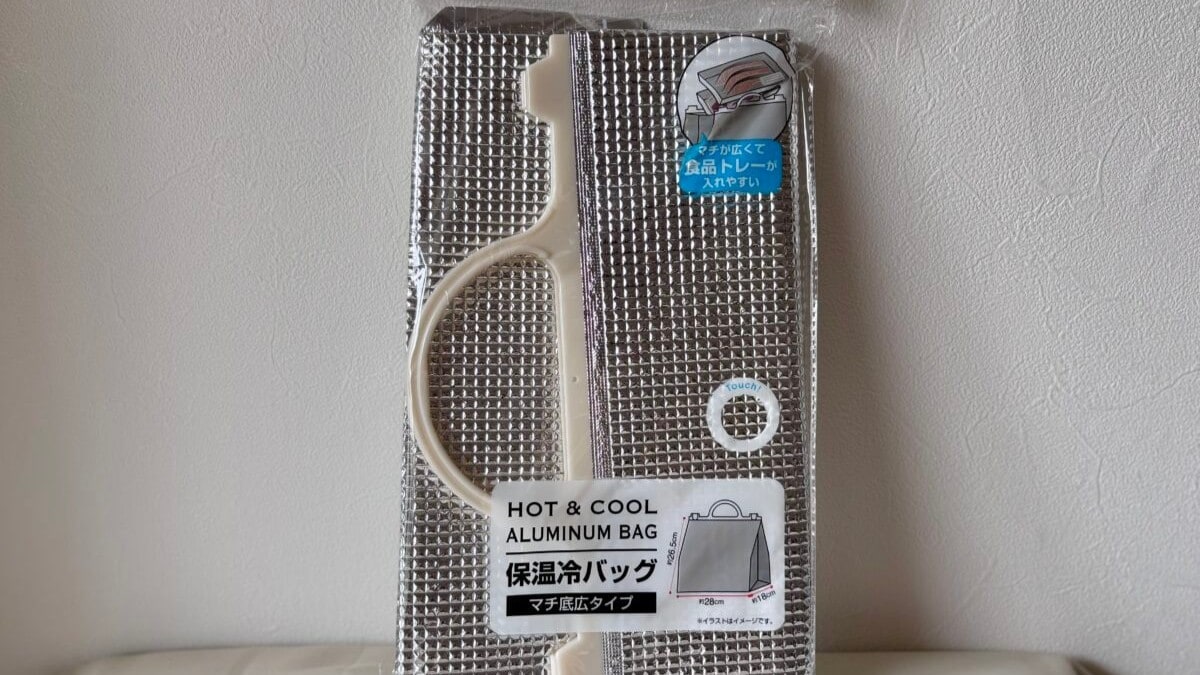 マチが広くて
食品トレーが
入れやすい
Touch!
HOT & COOL
ALUMINUM BAG
保温冷バッグ
マチ底広タイプ
約26.5cm
約28cm
約18cm
※イラストはイメージです。